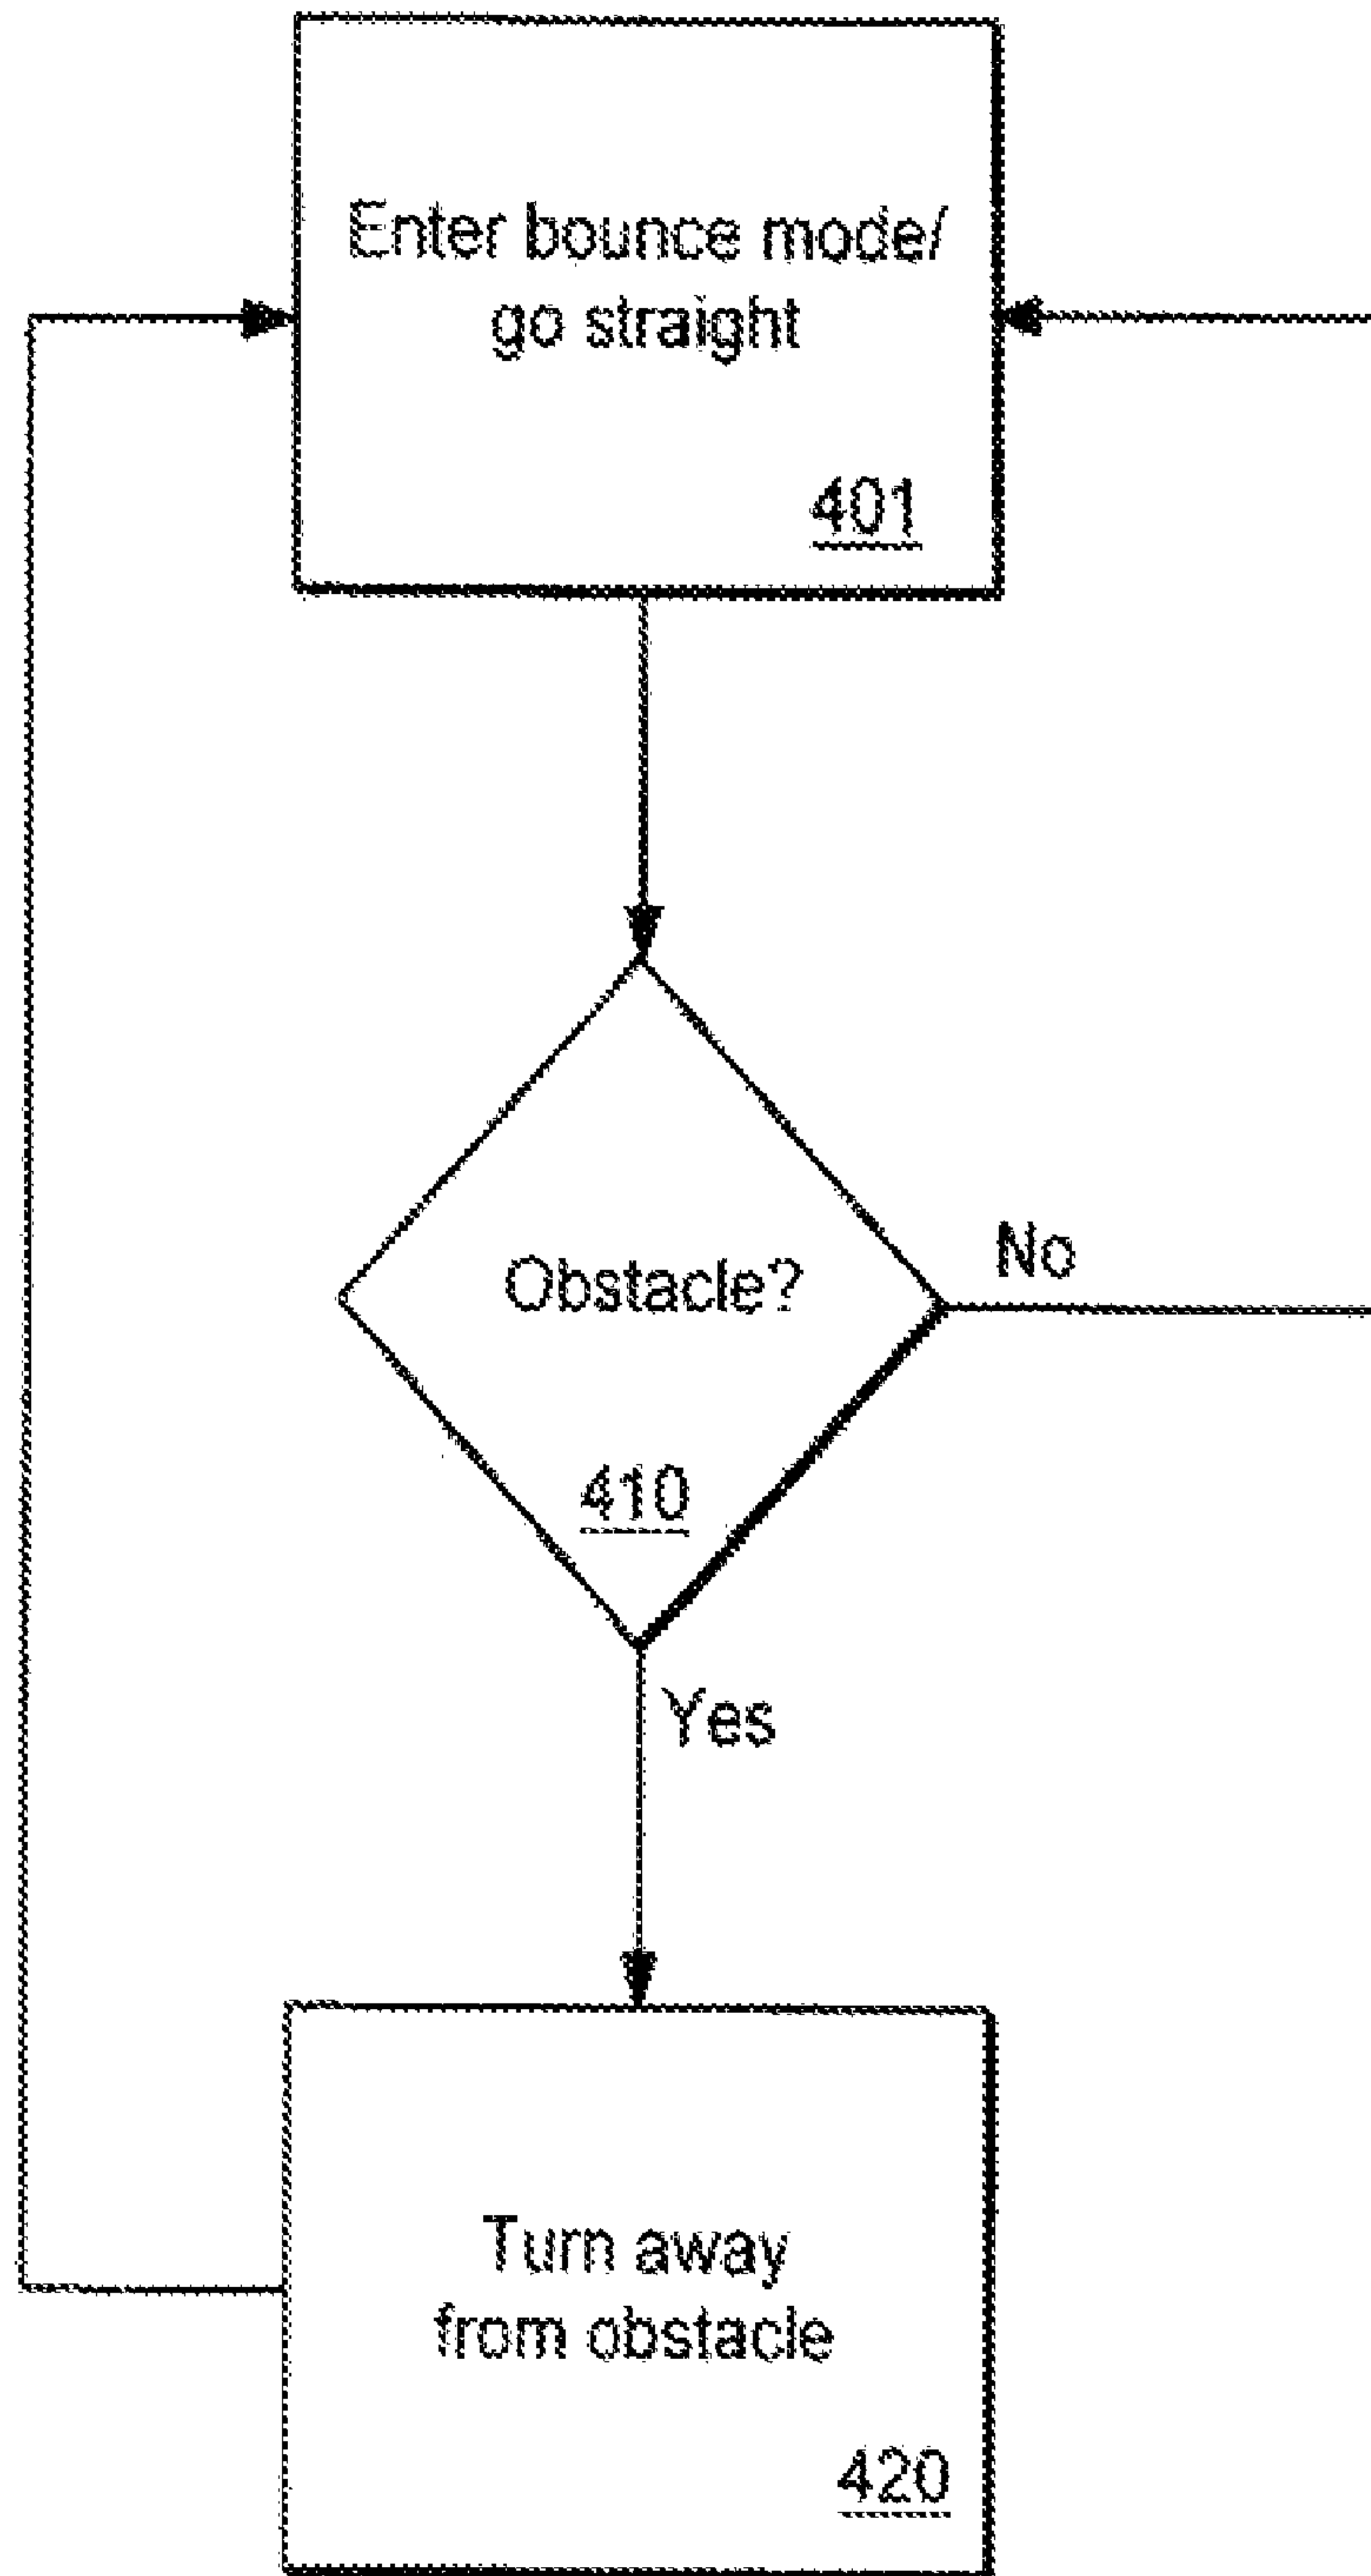 Enter bounce mode/
go straight
401
Obstacle?
No
410
Yes
Turn away
from obstacle
420